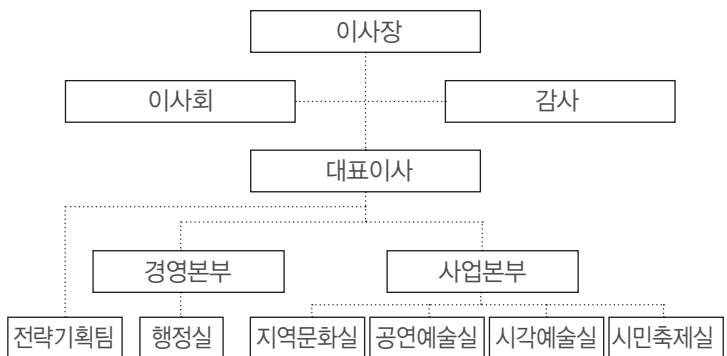 이사장
이사회
감사
대표이사
경영본부
사업본부
전략기획팀
행정실
지역문화실
공연예술실
시각예술실
시민축제실